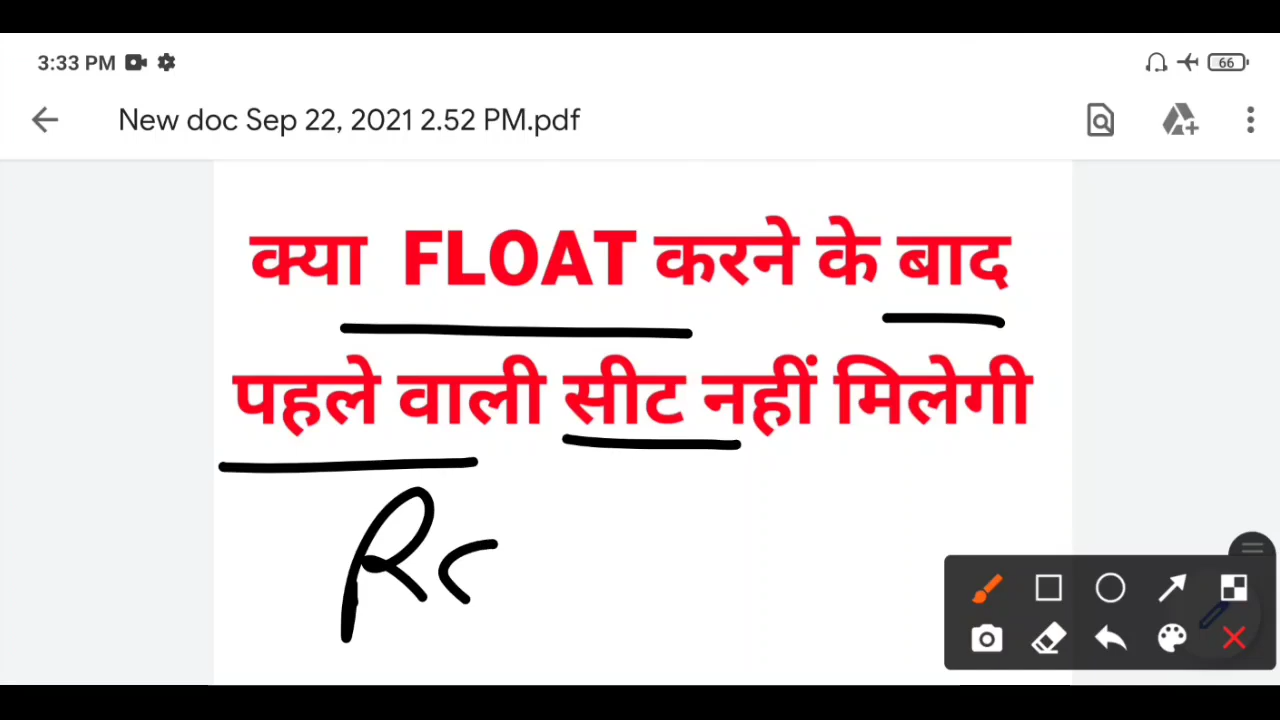 3:33 PM
66
New doc Sep 22, 2021 2.52 PM.pdf
क्या FLOAT करने के बाद
पहले वाली सीट नहीं मिलेगी